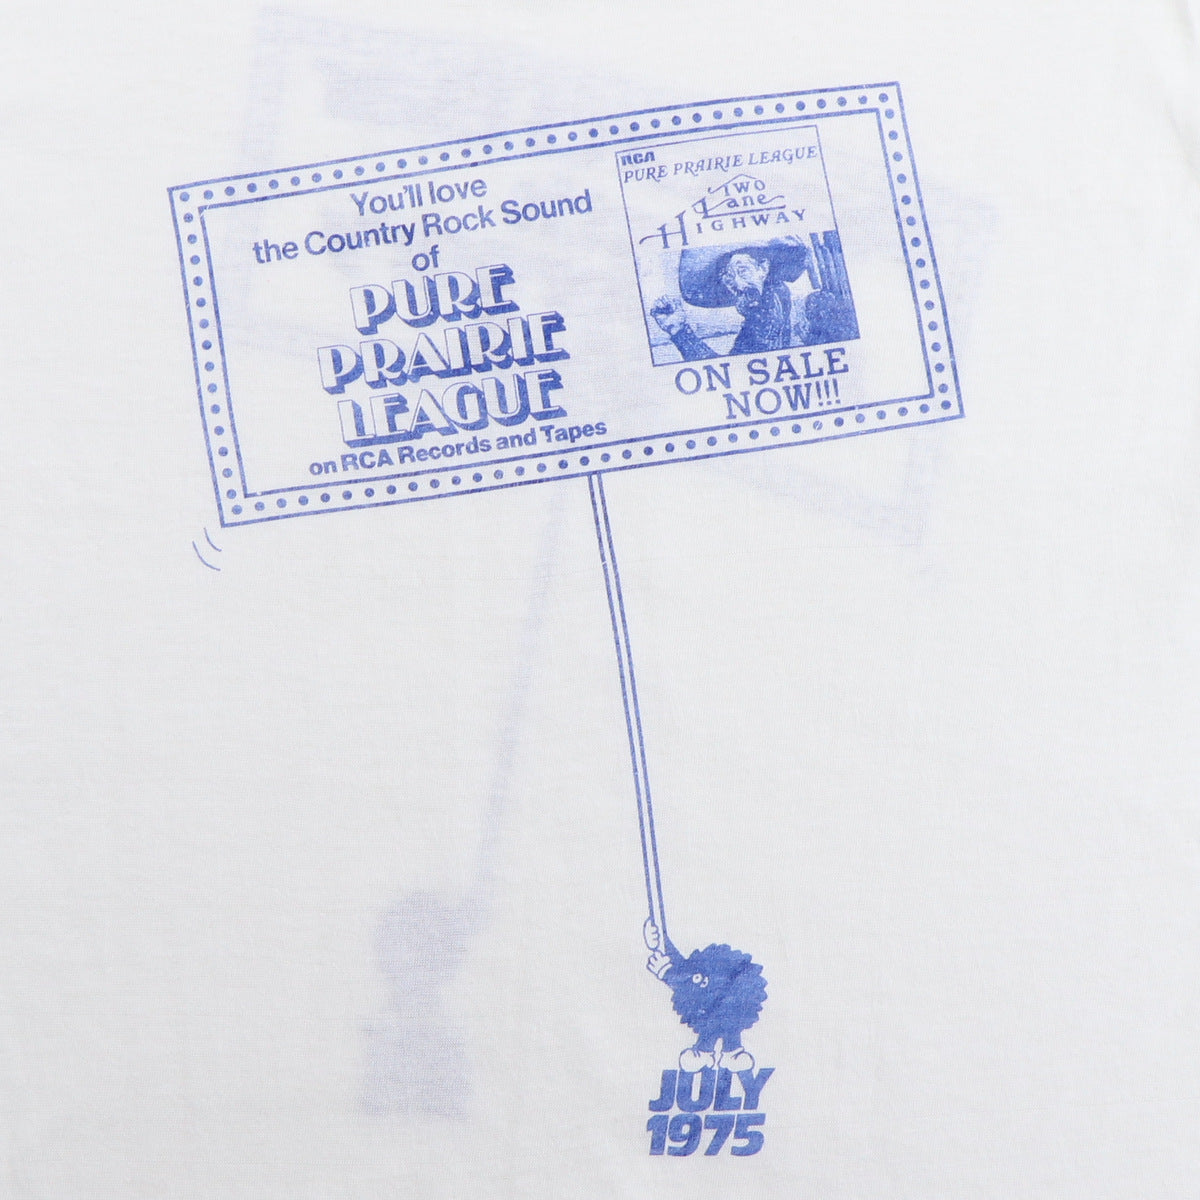 You'll love
the Country Rock Sound
of
PURE
PRAIRIE
LEAGUE
on RCA Records and Tapes
RCA
PURE PRAIRIE LEAGUE
TWO
Lane
HIGHWAY
ON SALE
NOW!!!
JULY
1975